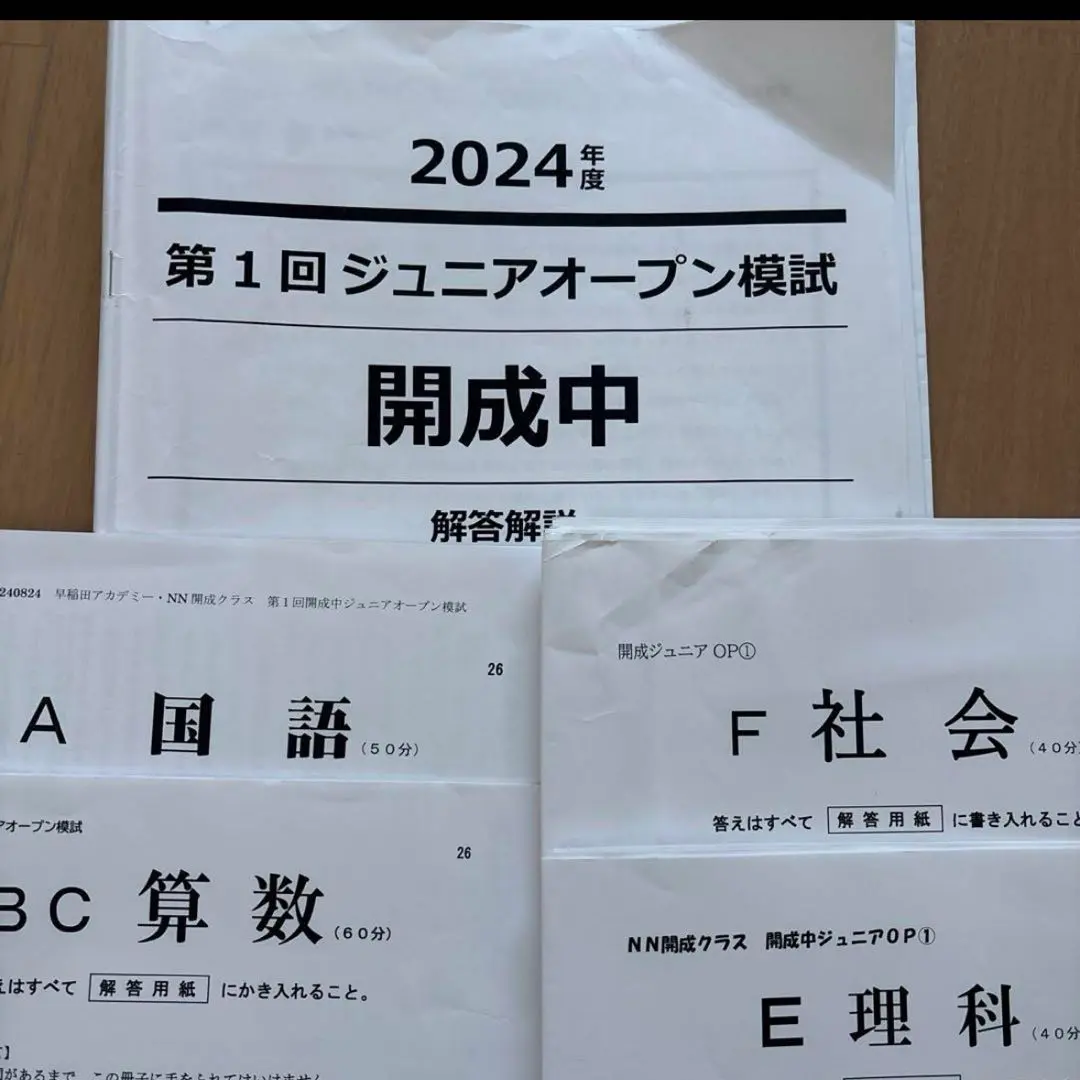 2024年度
第1回 ジュニアオープン模試
開成中
解答解説
240824 早稲田アカデミー・NN開成クラス 第1回開成中ジュニアオープン模試
26
A 国 語 (50分)
アオープン模試
26
BC 算 数 (60分)
えはすべて 解答用紙 にかき入れること。
開成ジュニア OP①
F 社 会 (40分)
答えはすべて 解答用紙 に書き入れること
NN開成クラス 開成中ジュニアOP①
E 理 科 (40分